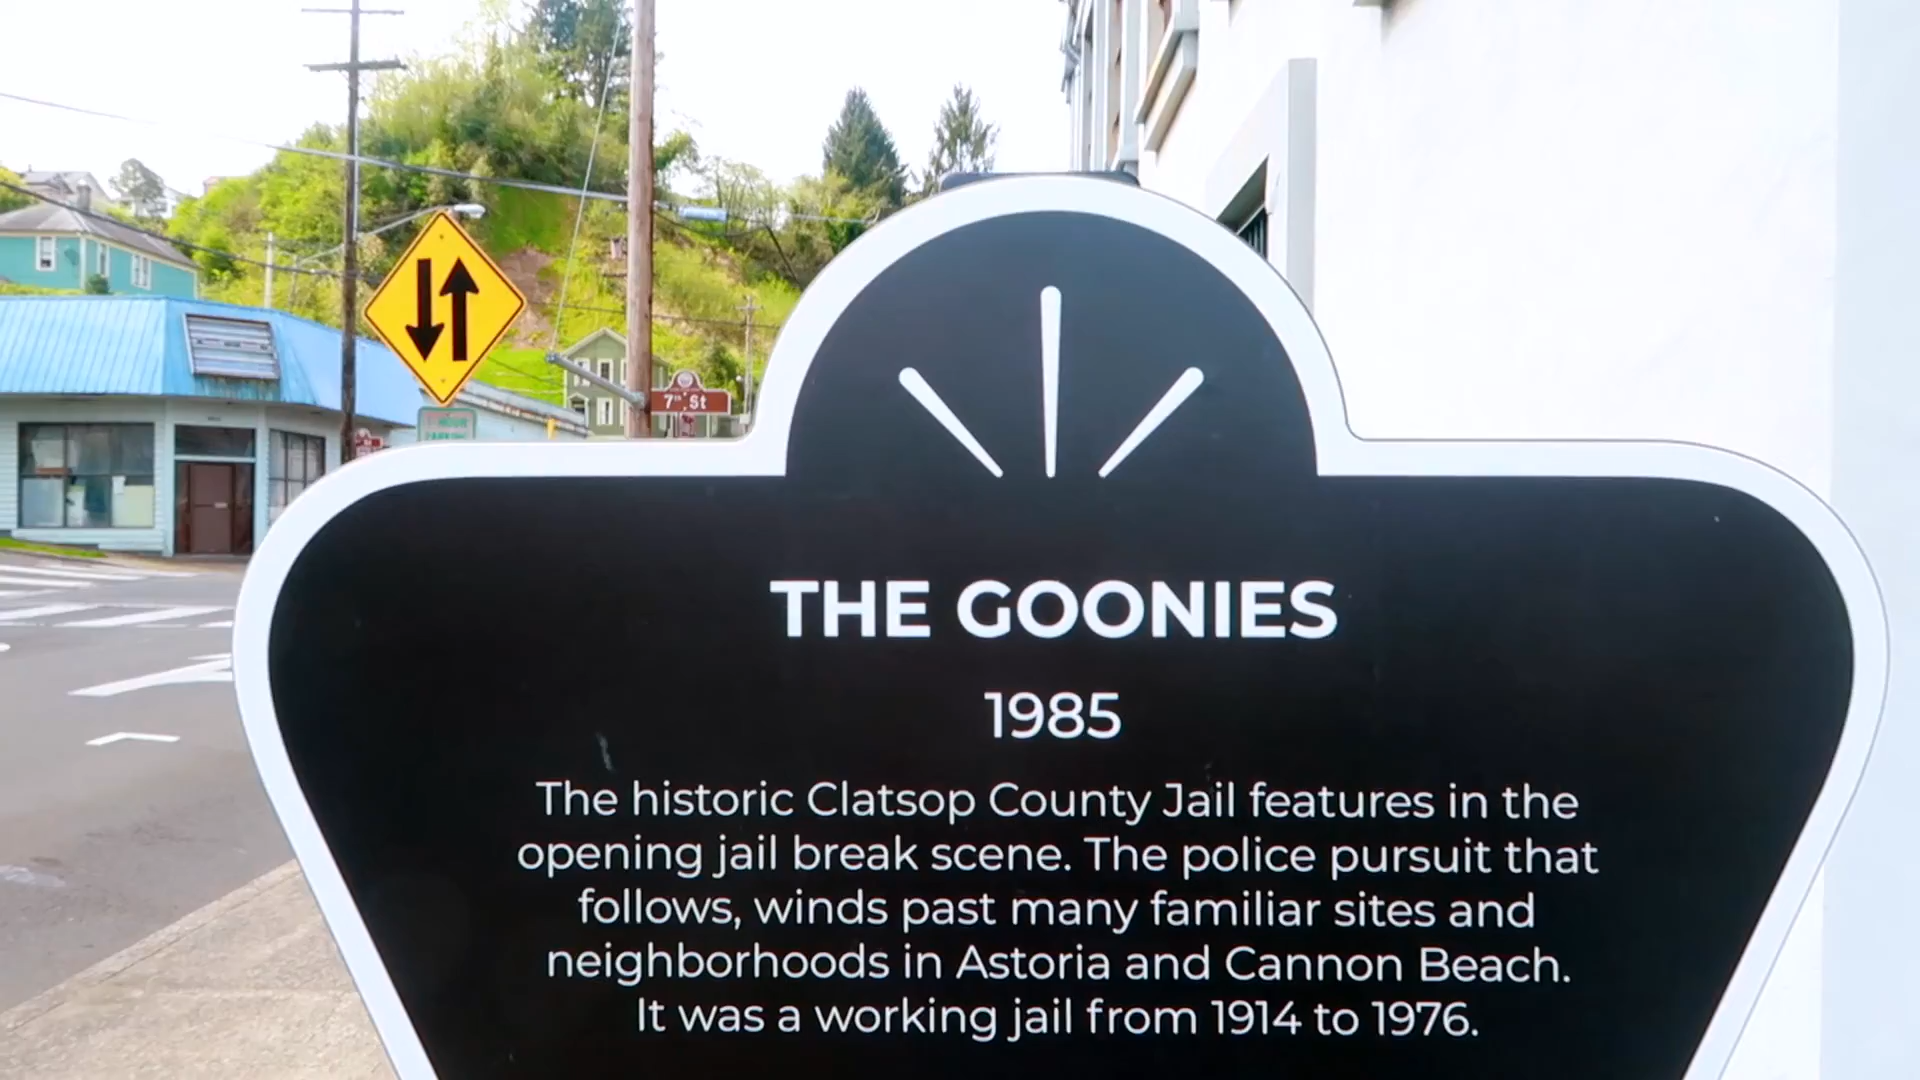 7th St
HOUR
PARKING
THE GOONIES
1985
The historic Clatsop County Jail features in the
opening jail break scene. The police pursuit that
follows, winds past many familiar sites and
neighborhoods in Astoria and Cannon Beach.
It was a working jail from 1914 to 1976.